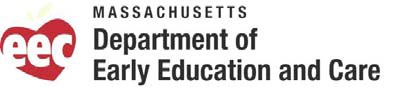 eec
MASSACHUSETTS
Department of
Early Education and Care